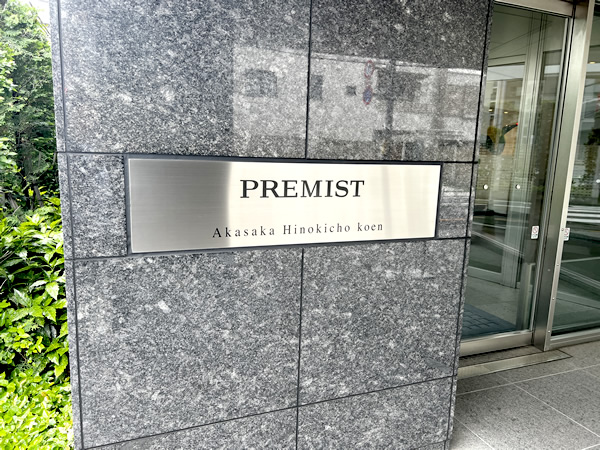 PREMIST
Akasaka Hinokicho koen